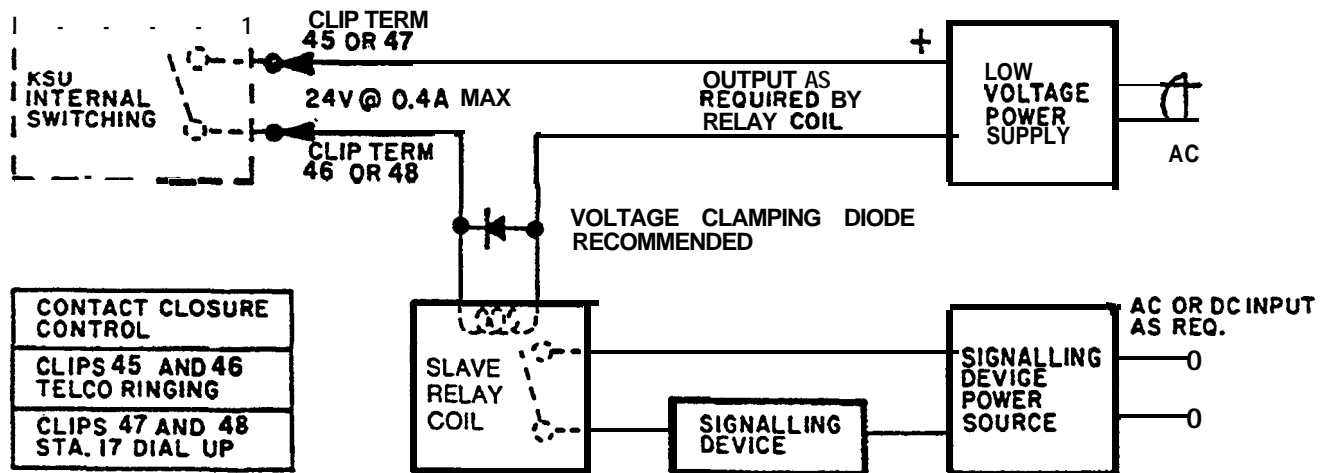 CLIP TERM
45 OR 47
KSU
INTERNAL
SWITCHING
24V @ 0.4A MAX
CLIP TERM
46 OR 48
+
OUTPUT AS
REQUIRED BY
RELAY COIL
LOW
VOLTAGE
POWER
SUPPLY
AC
VOLTAGE CLAMPING DIODE
RECOMMENDED
CONTACT CLOSURE
CONTROL
CLIPS 45 AND 46
TELCO RINGING
CLIPS 47 AND 48
STA. 17 DIAL UP
SLAVE
RELAY
COIL
SIGNALLING
DEVICE
SIGNALLING
DEVIGE
POWER
SOURCE
AC OR DC INPUT
AS REQ.